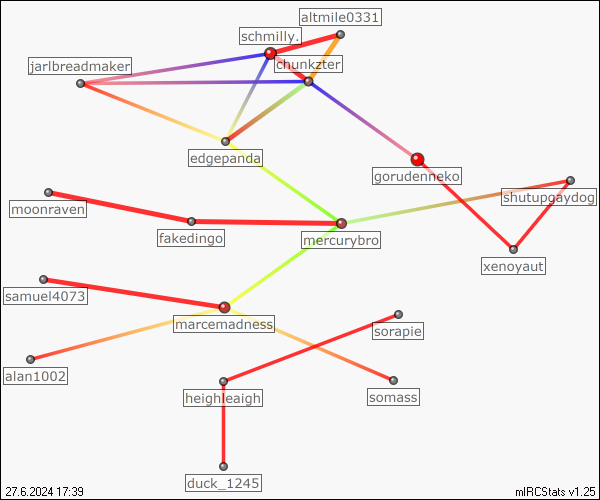 altmile0331
schmilly.
chunkzter
jarlbreadmaker
edgepanda
gorudenneko
shutupgaydog
moonraven
fakedingo
mercurybro
xenoyaut
samuel4073
marcemadness
sorapie
alan1002
heighleaigh
somass
duck_1245
27.6.2024 17:39
mIRCStats v1.25